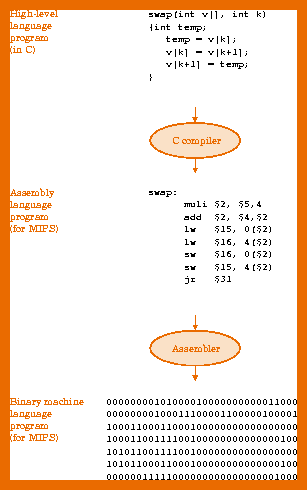 High-level
language
program
(in C)
swap(int v[], int k)
{int temp;
temp = v[k];
v[k] = v[k+1];
v[k+1] = temp;
}
C compiler
Assembly
language
program
(for MIPS)
swap:
muli $2, $5,4
add $2, $4,$2
lw $15, 0($2)
lw $16, 4($2)
sw $16, 0($2)
sw $15, 4($2)
jr $31
Assembler
Binary machine
language
program
(for MIPS)
00000000101000010000000000011000
00000000100011100001100000100001
10001100011000100000000000000000
10001100111100100000000000000100
10101100111100100000000000000000
10101100011000100000000000000100
00000011111000000000000000001000